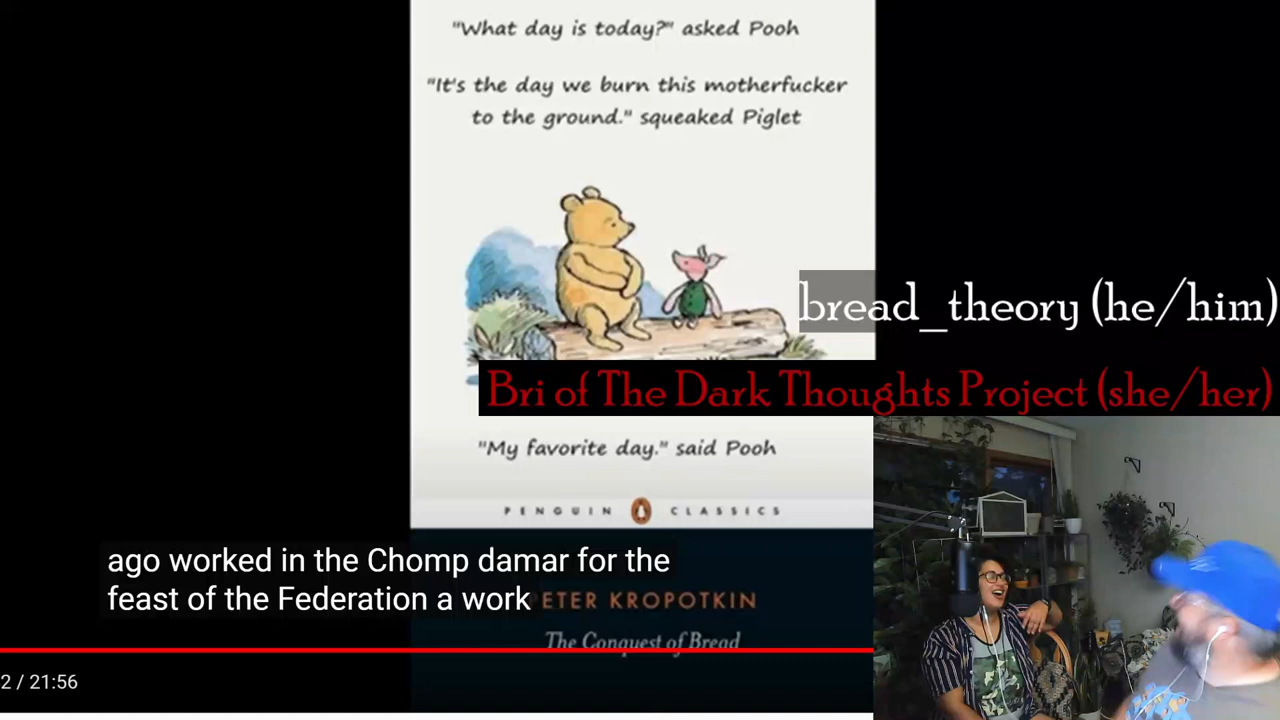 "What day is today?" asked Pooh
"It's the day we burn this motherfucker
to the ground." squeaked Piglet
bread_theory (he/him)
Bri of The Dark Thoughts Project (she/her)
"My favorite day." said Pooh
PENGUIN CLASSICS
ago worked in the Chomp damar for the
feast of the Federation a work
PETER KROPOTKIN
The Conquest of Bread
2 / 21:56